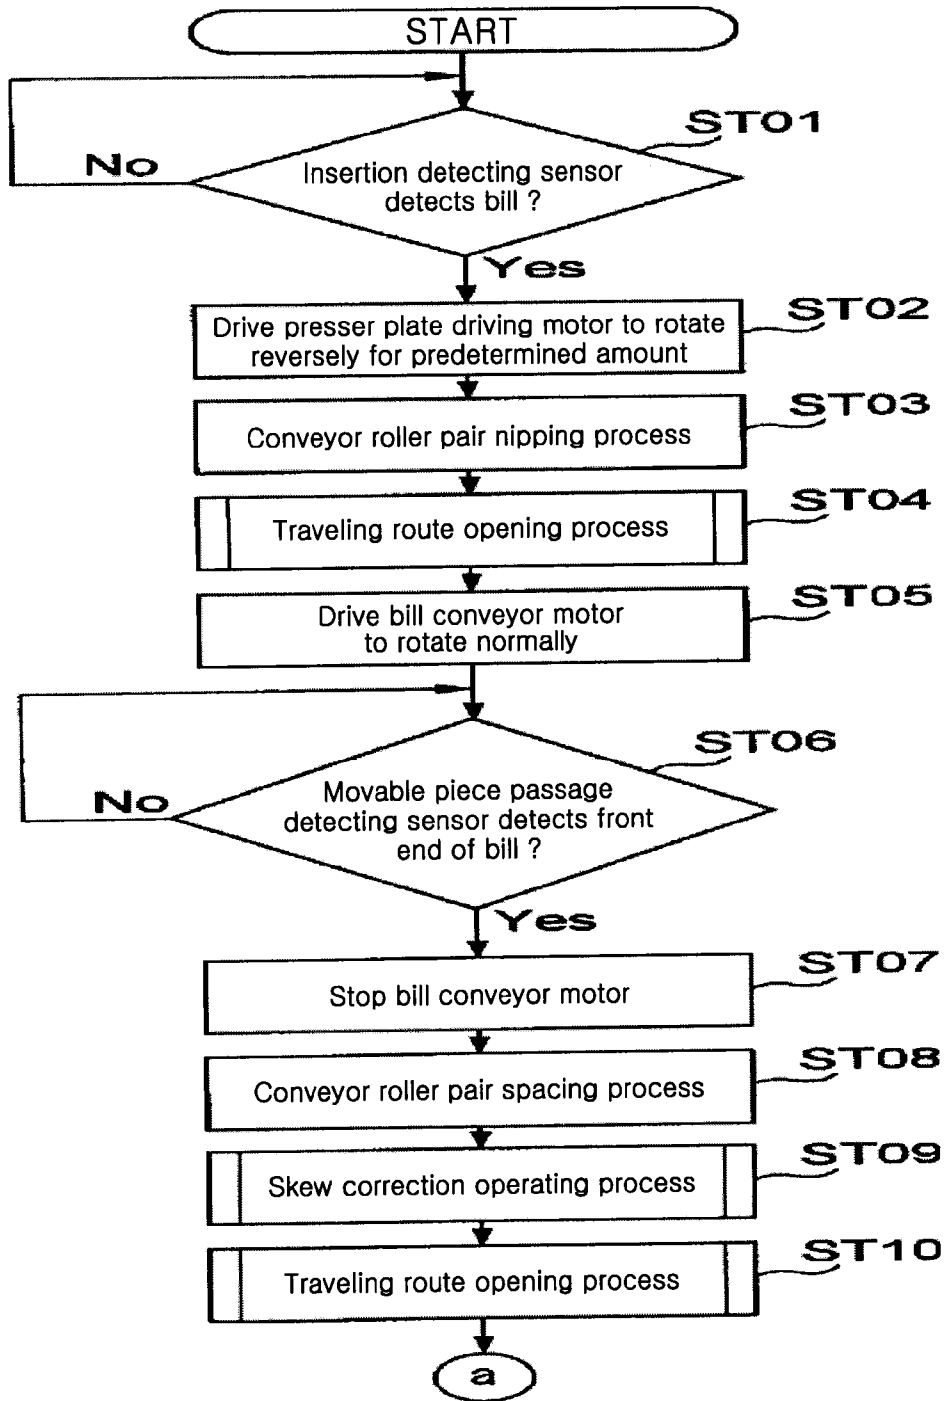 START
ST01
No
Insertion detecting sensor
detects bill ?
Yes
ST02
Drive presser plate driving motor to rotate
reversely for predetermined amount
ST03
Conveyor roller pair nipping process
ST04
Traveling route opening process
ST05
Drive bill conveyor motor
to rotate normally
ST06
No
Movable piece passage
detecting sensor detects front
end of bill ?
Yes
ST07
Stop bill conveyor motor
ST08
Conveyor roller pair spacing process
ST09
Skew correction operating process
ST10
Traveling route opening process
a